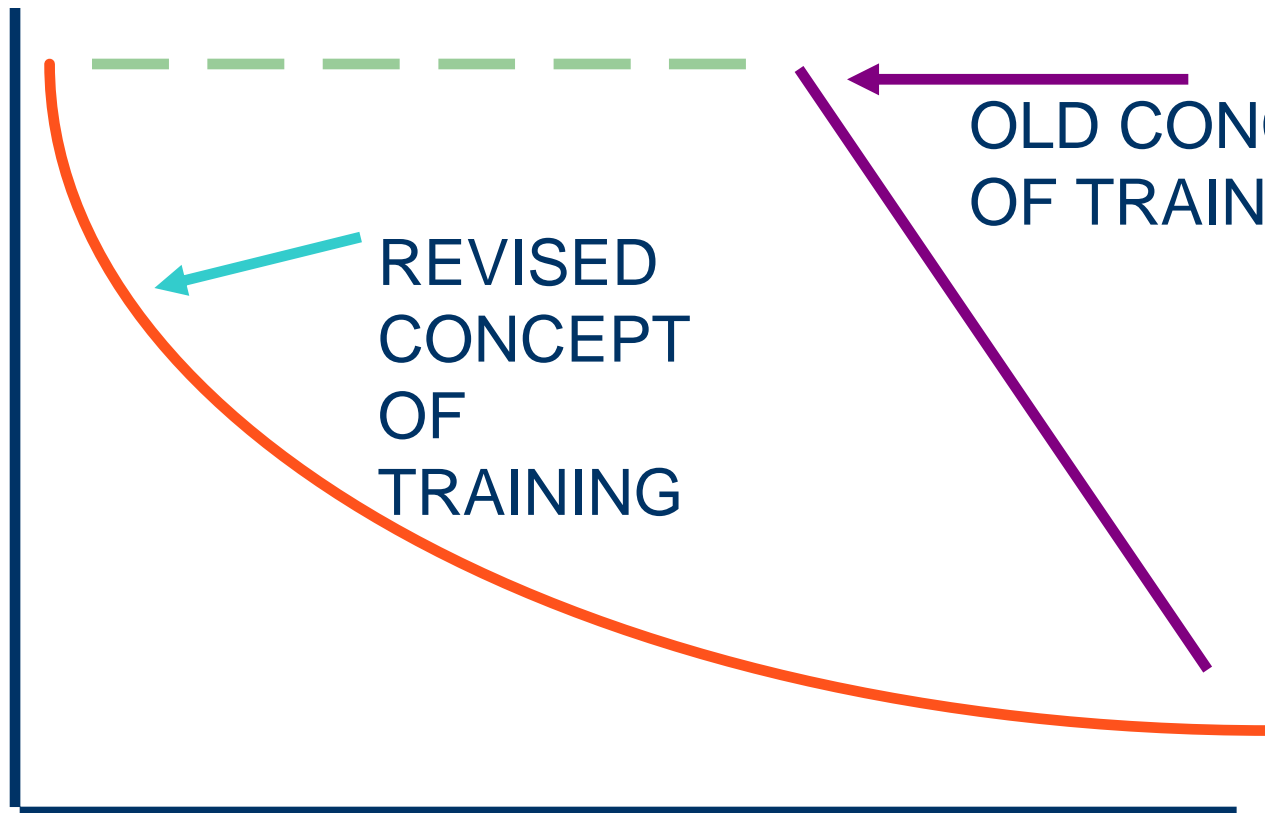 OLD CON
OF TRAIN
REVISED
CONCEPT
OF
TRAINING